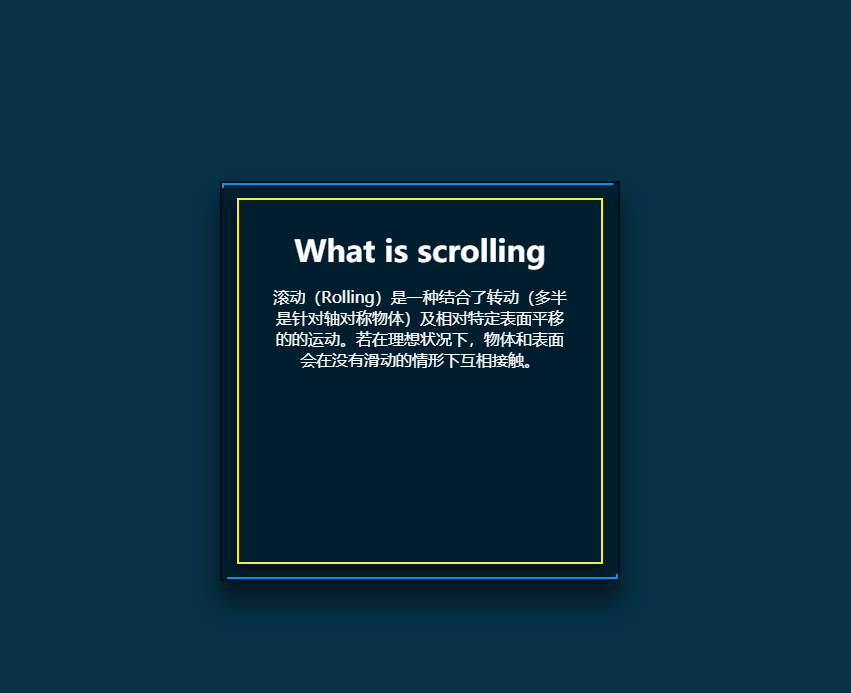 What is scrolling
滚动（Rolling）是一种结合了转动（多半
是针对轴对称物体）及相对特定表面平移
的的运动。若在理想状况下，物体和表面
会在没有滑动的情形下互相接触。